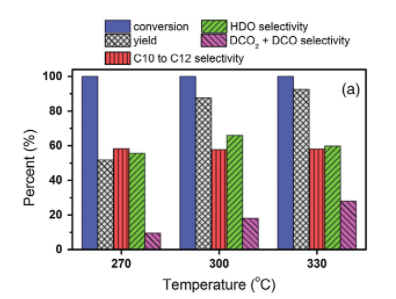 conversion
yield
C10 to C12 selectivity
HDO selectivity
DCO₂ + DCO selectivity
(a)
Percent (%)
100
80
60
40
20
0
270 300 330
Temperature (°C)